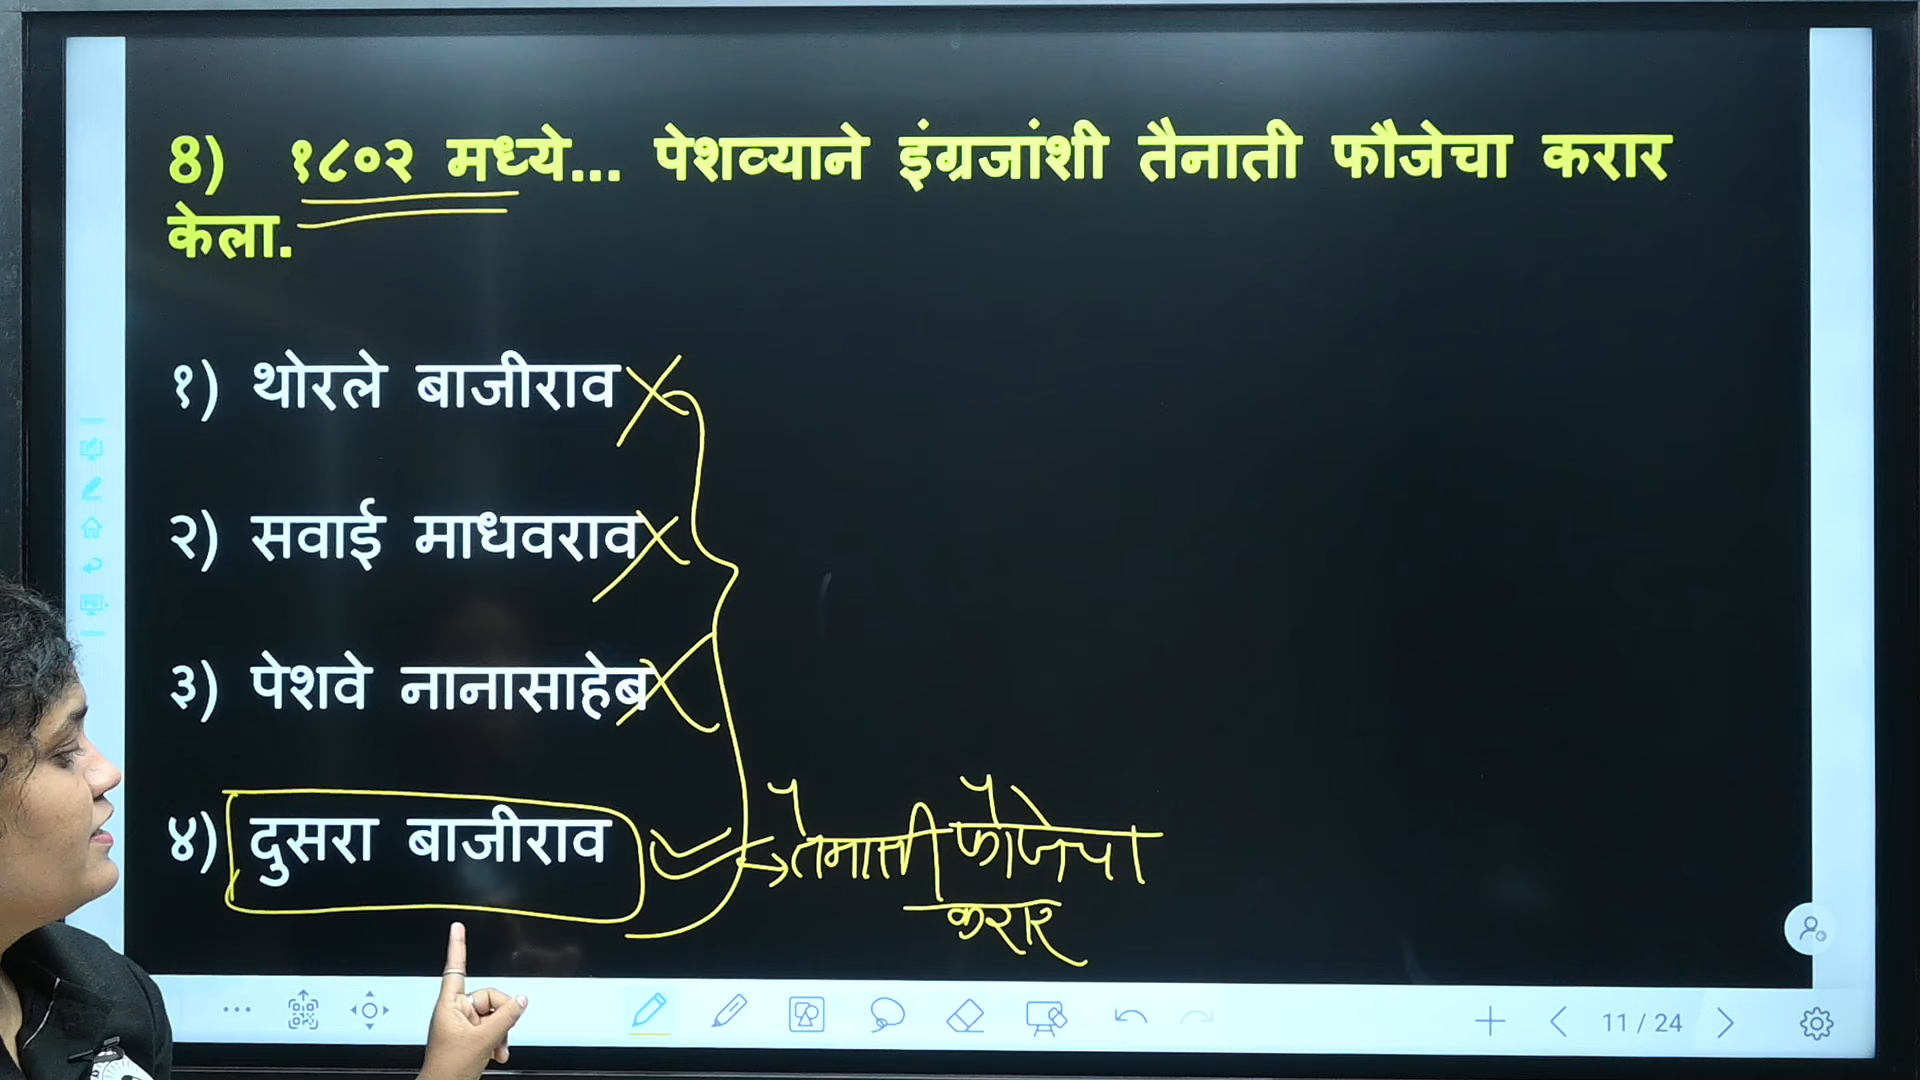 8) १८०२ मध्ये... पेशव्याने इंग्रजांशी तैनाती फौजेचा करार
केला.
१) थोरले बाजीराव
२) सवाई माधवराव
३) पेशवे नानासाहेब
४) दुसरा बाजीराव
तैनाती फौजेचा
करार
11 / 24